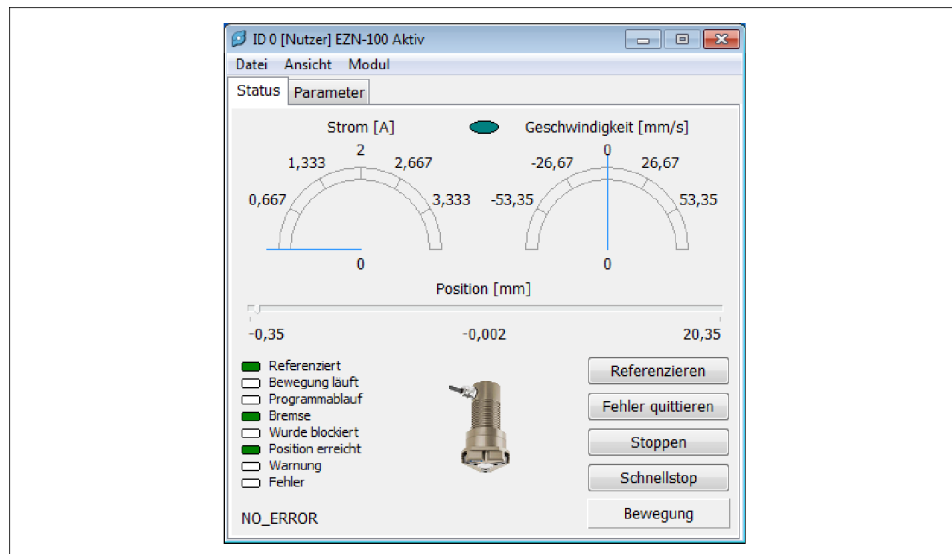 ID 0 [Nutzer] EZN-100 Aktiv
Datei Ansicht Modul
Status Parameter
Strom [A] Geschwindigkeit [mm/s]
2 0
1,333 2,667 -26,67 26,67
0,667 3,333 -53,35 53,35
0 0
Position [mm]
-0,35 -0,002 20,35
Referenziert
Bewegung läuft
Programmablauf
Bremse
Wurde blockiert
Position erreicht
Warnung
Fehler
NO_ERROR
Referenzieren
Fehler quittieren
Stoppen
Schnellstop
Bewegung